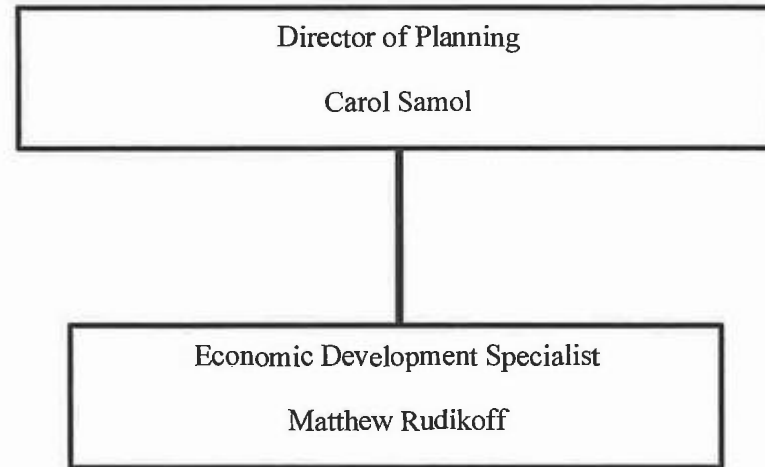 Director of Planning
Carol Samol
Economic Development Specialist
Matthew Rudikoff